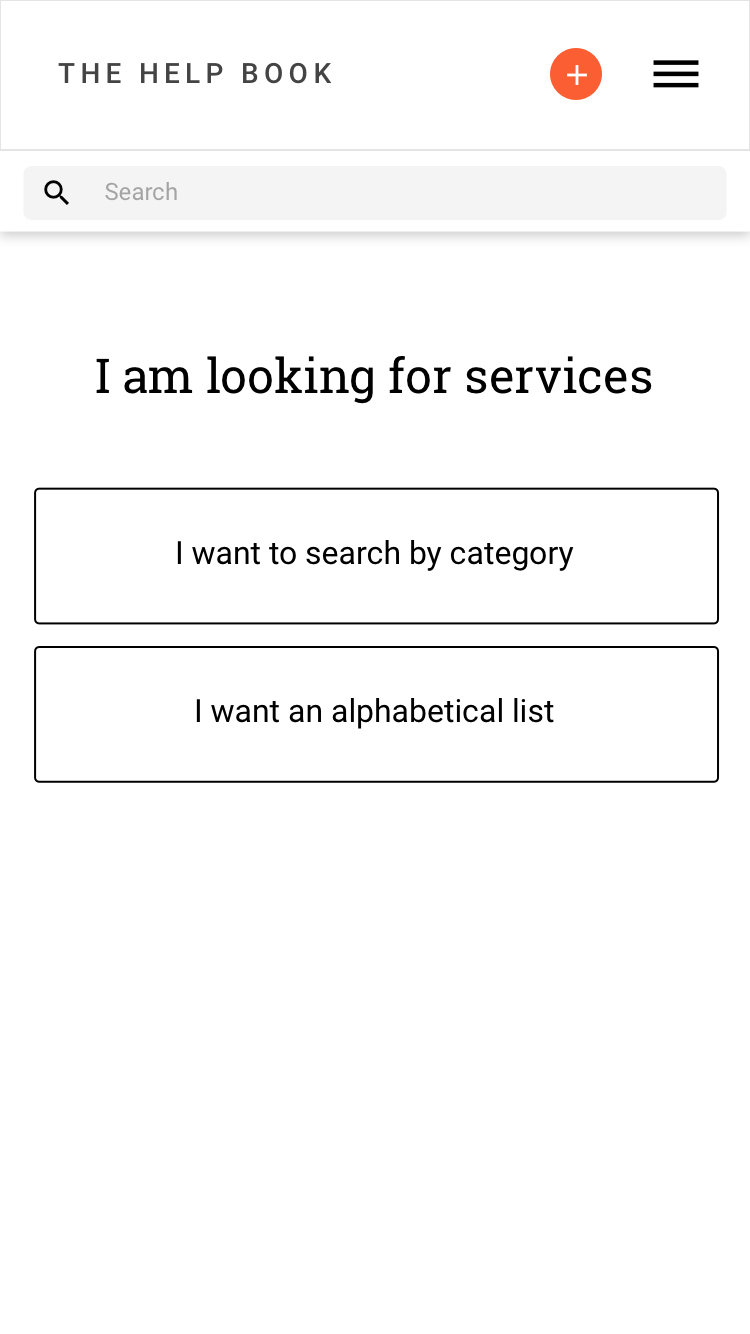 THE HELP BOOK
Search
I am looking for services
I want to search by category
I want an alphabetical list